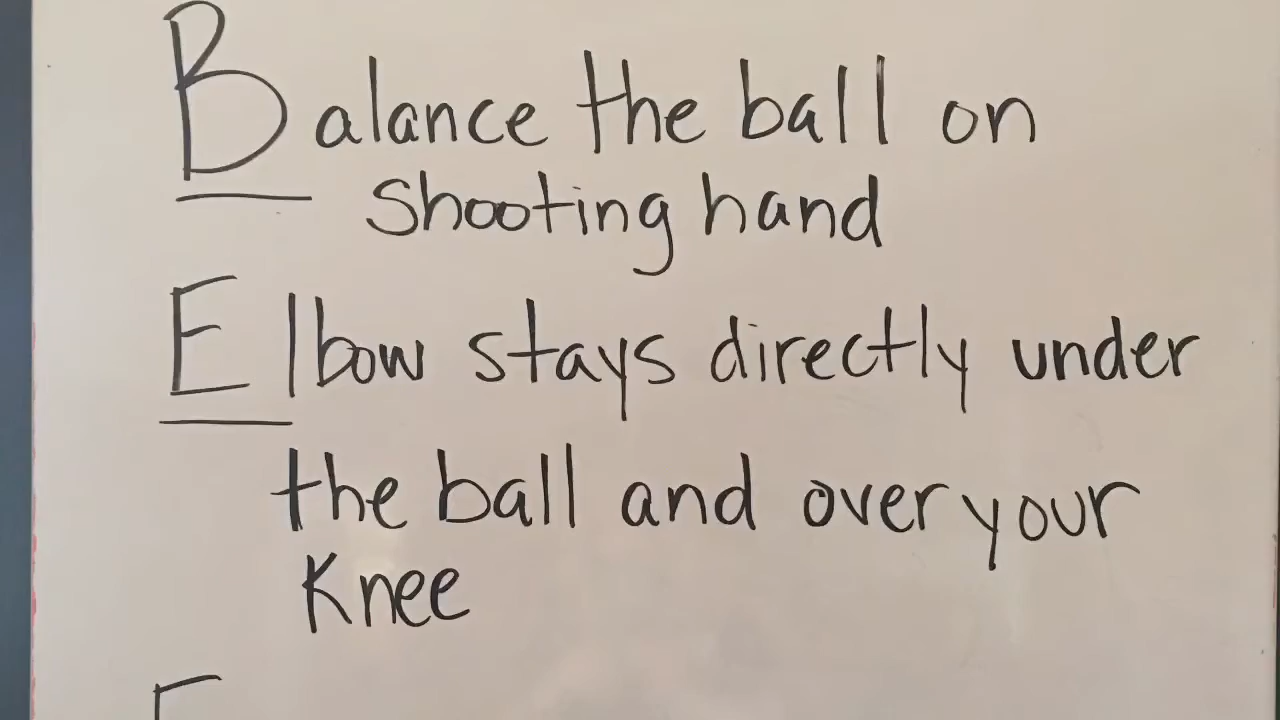 Balance the ball on
shooting hand
Elbow stays directly under
the ball and over your
Knee